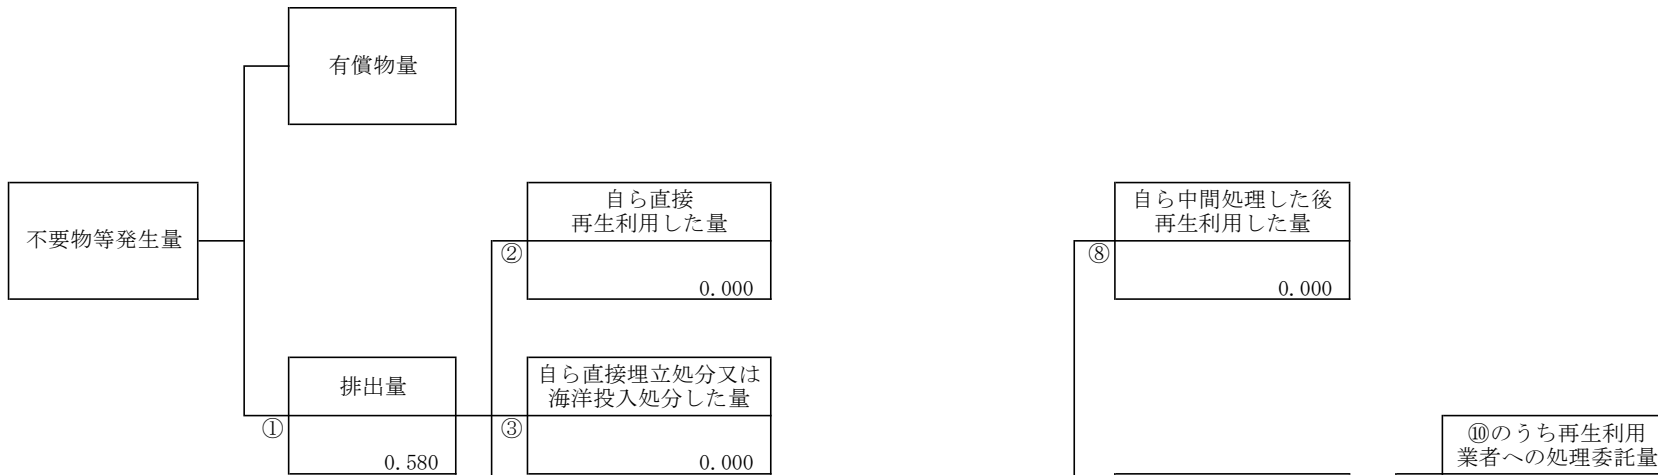 有償物量
不要物等発生量
自ら直接
再生利用した量
②
0.000
自ら中間処理した後
再生利用した量
⑧
0.000
排出量
①
0.580
自ら直接埋立処分又は
海洋投入処分した量
③
0.000
⑩のうち再生利用
業者への処理委託量